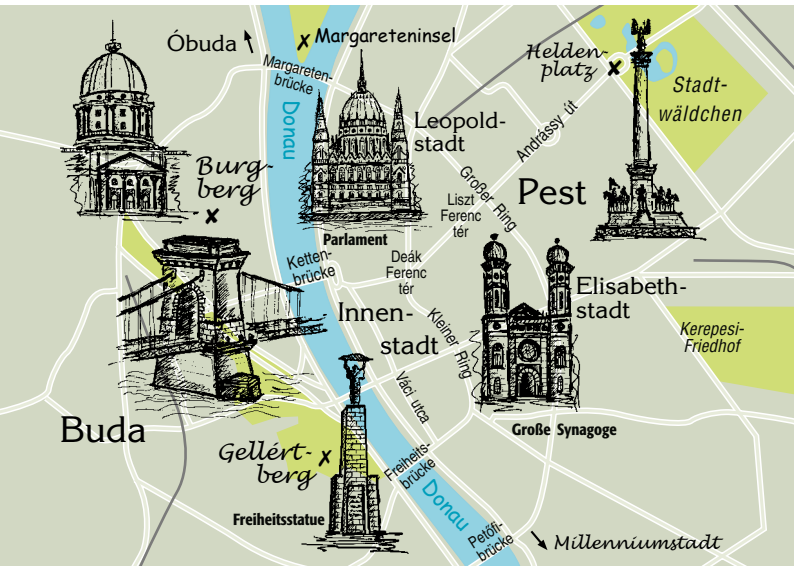 Óbuda
Margareteninsel
Margareten-
brücke
Donau
Helden-
platz
Stadt-
wäldchen
Leopold-
stadt
Andrássy út
Burg-
berg
Großer Ring
Pest
Liszt
Ferenc
tér
Parlament
Ketten-
brücke
Deák
Ferenc
tér
Elisabeth-
stadt
Innen-
stadt
Kleiner Ring
Kerepesi-
Friedhof
Váci utca
Buda
Große Synagoge
Gellért-
berg
Freiheits-
brücke
Donau
Freiheitsstatue
Petőfi-
brücke
Millenniumstadt